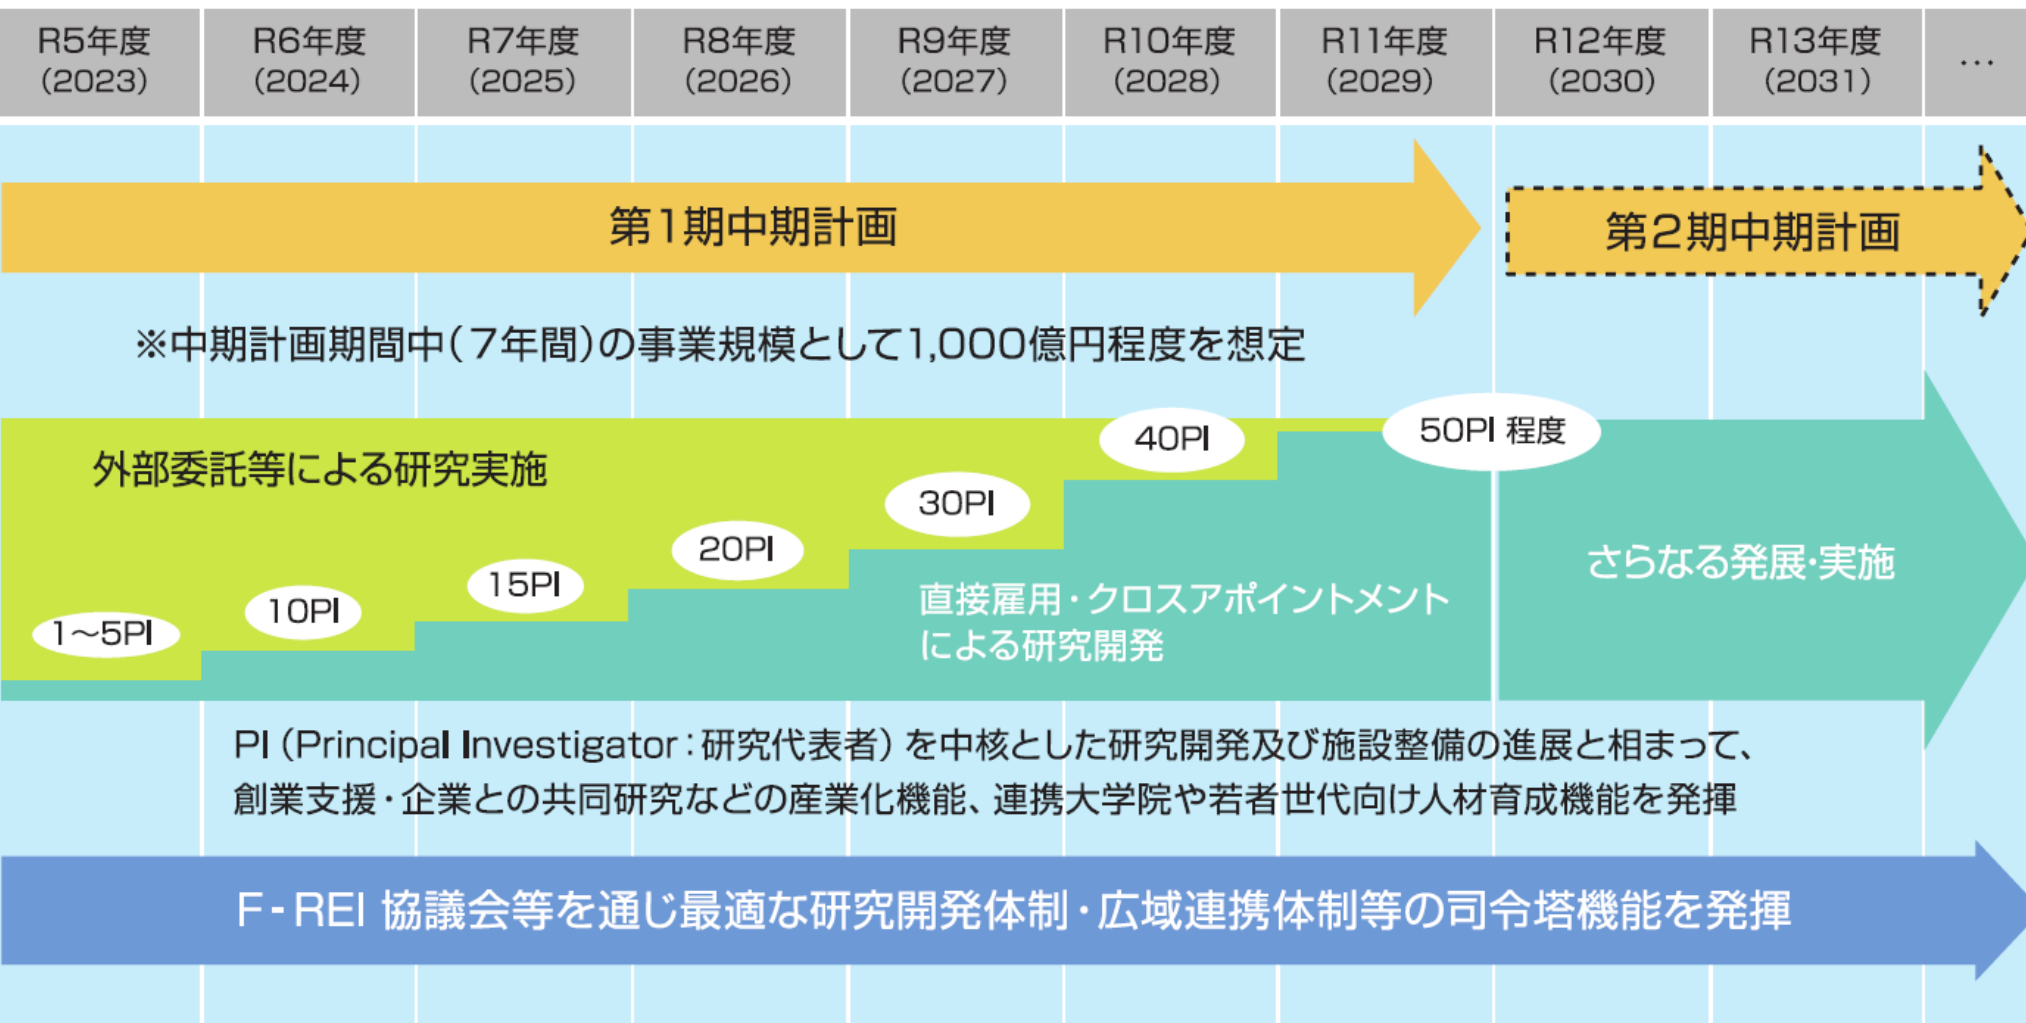 R5年度
(2023)
R6年度
(2024)
R7年度
(2025)
R8年度
(2026)
R9年度
(2027)
R10年度
(2028)
R11年度
(2029)
R12年度
(2030)
R13年度
(2031)
…
第1期中期計画
第2期中期計画
※中期計画期間中(7年間)の事業規模として1,000億円程度を想定
外部委託等による研究実施
1～5PI
10PI
15PI
20PI
30PI
40PI
50PI 程度
直接雇用・クロスアポイントメント
による研究開発
さらなる発展・実施
PI（Principal Investigator：研究代表者）を中核とした研究開発及び施設整備の進展と相まって、
創業支援・企業との共同研究などの産業化機能、連携大学院や若者世代向け人材育成機能を発揮
F-REI 協議会等を通じ最適な研究開発体制・広域連携体制等の司令塔機能を発揮